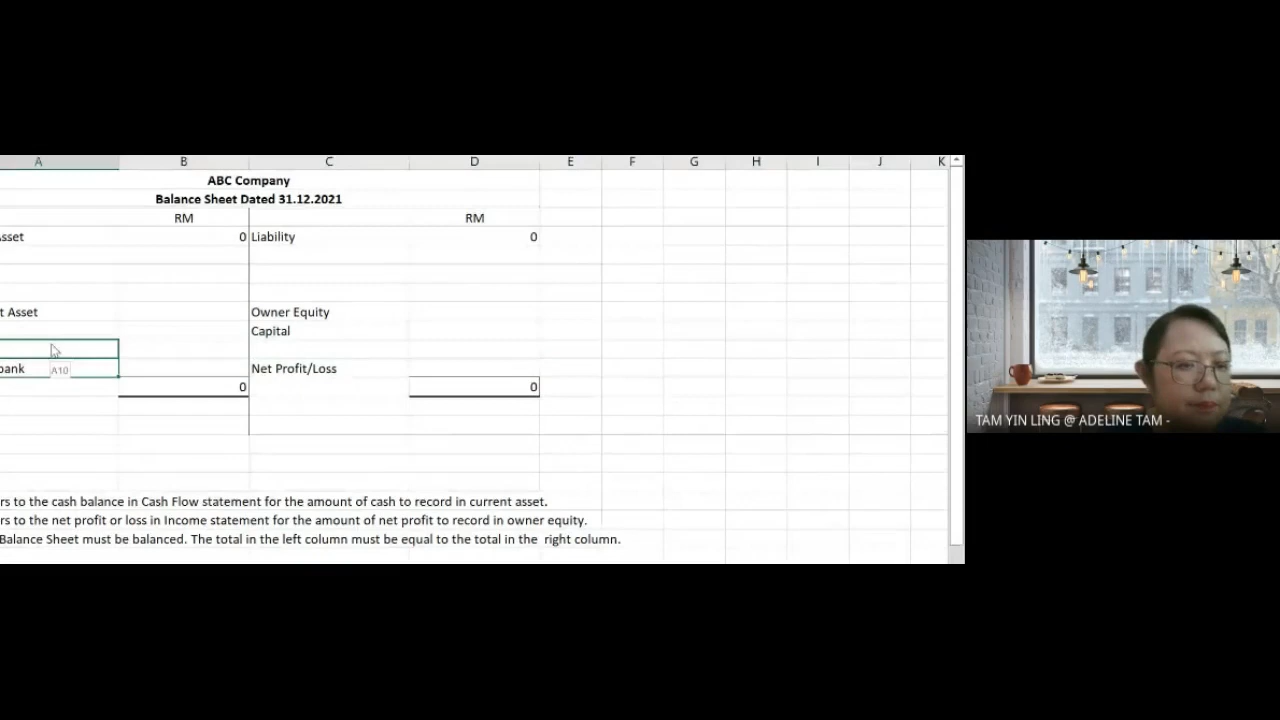 A B C D E F G H I J K
ABC Company
Balance Sheet Dated 31.12.2021
RM RM
sset 0 Liability 0
t Asset Owner Equity
Capital
bank A10 Net Profit/Loss
0 0
rs to the cash balance in Cash Flow statement for the amount of cash to record in current asset.
rs to the net profit or loss in Income statement for the amount of net profit to record in owner equity.
Balance Sheet must be balanced. The total in the left column must be equal to the total in the right column.
TAM YIN LING @ ADELINE TAM -